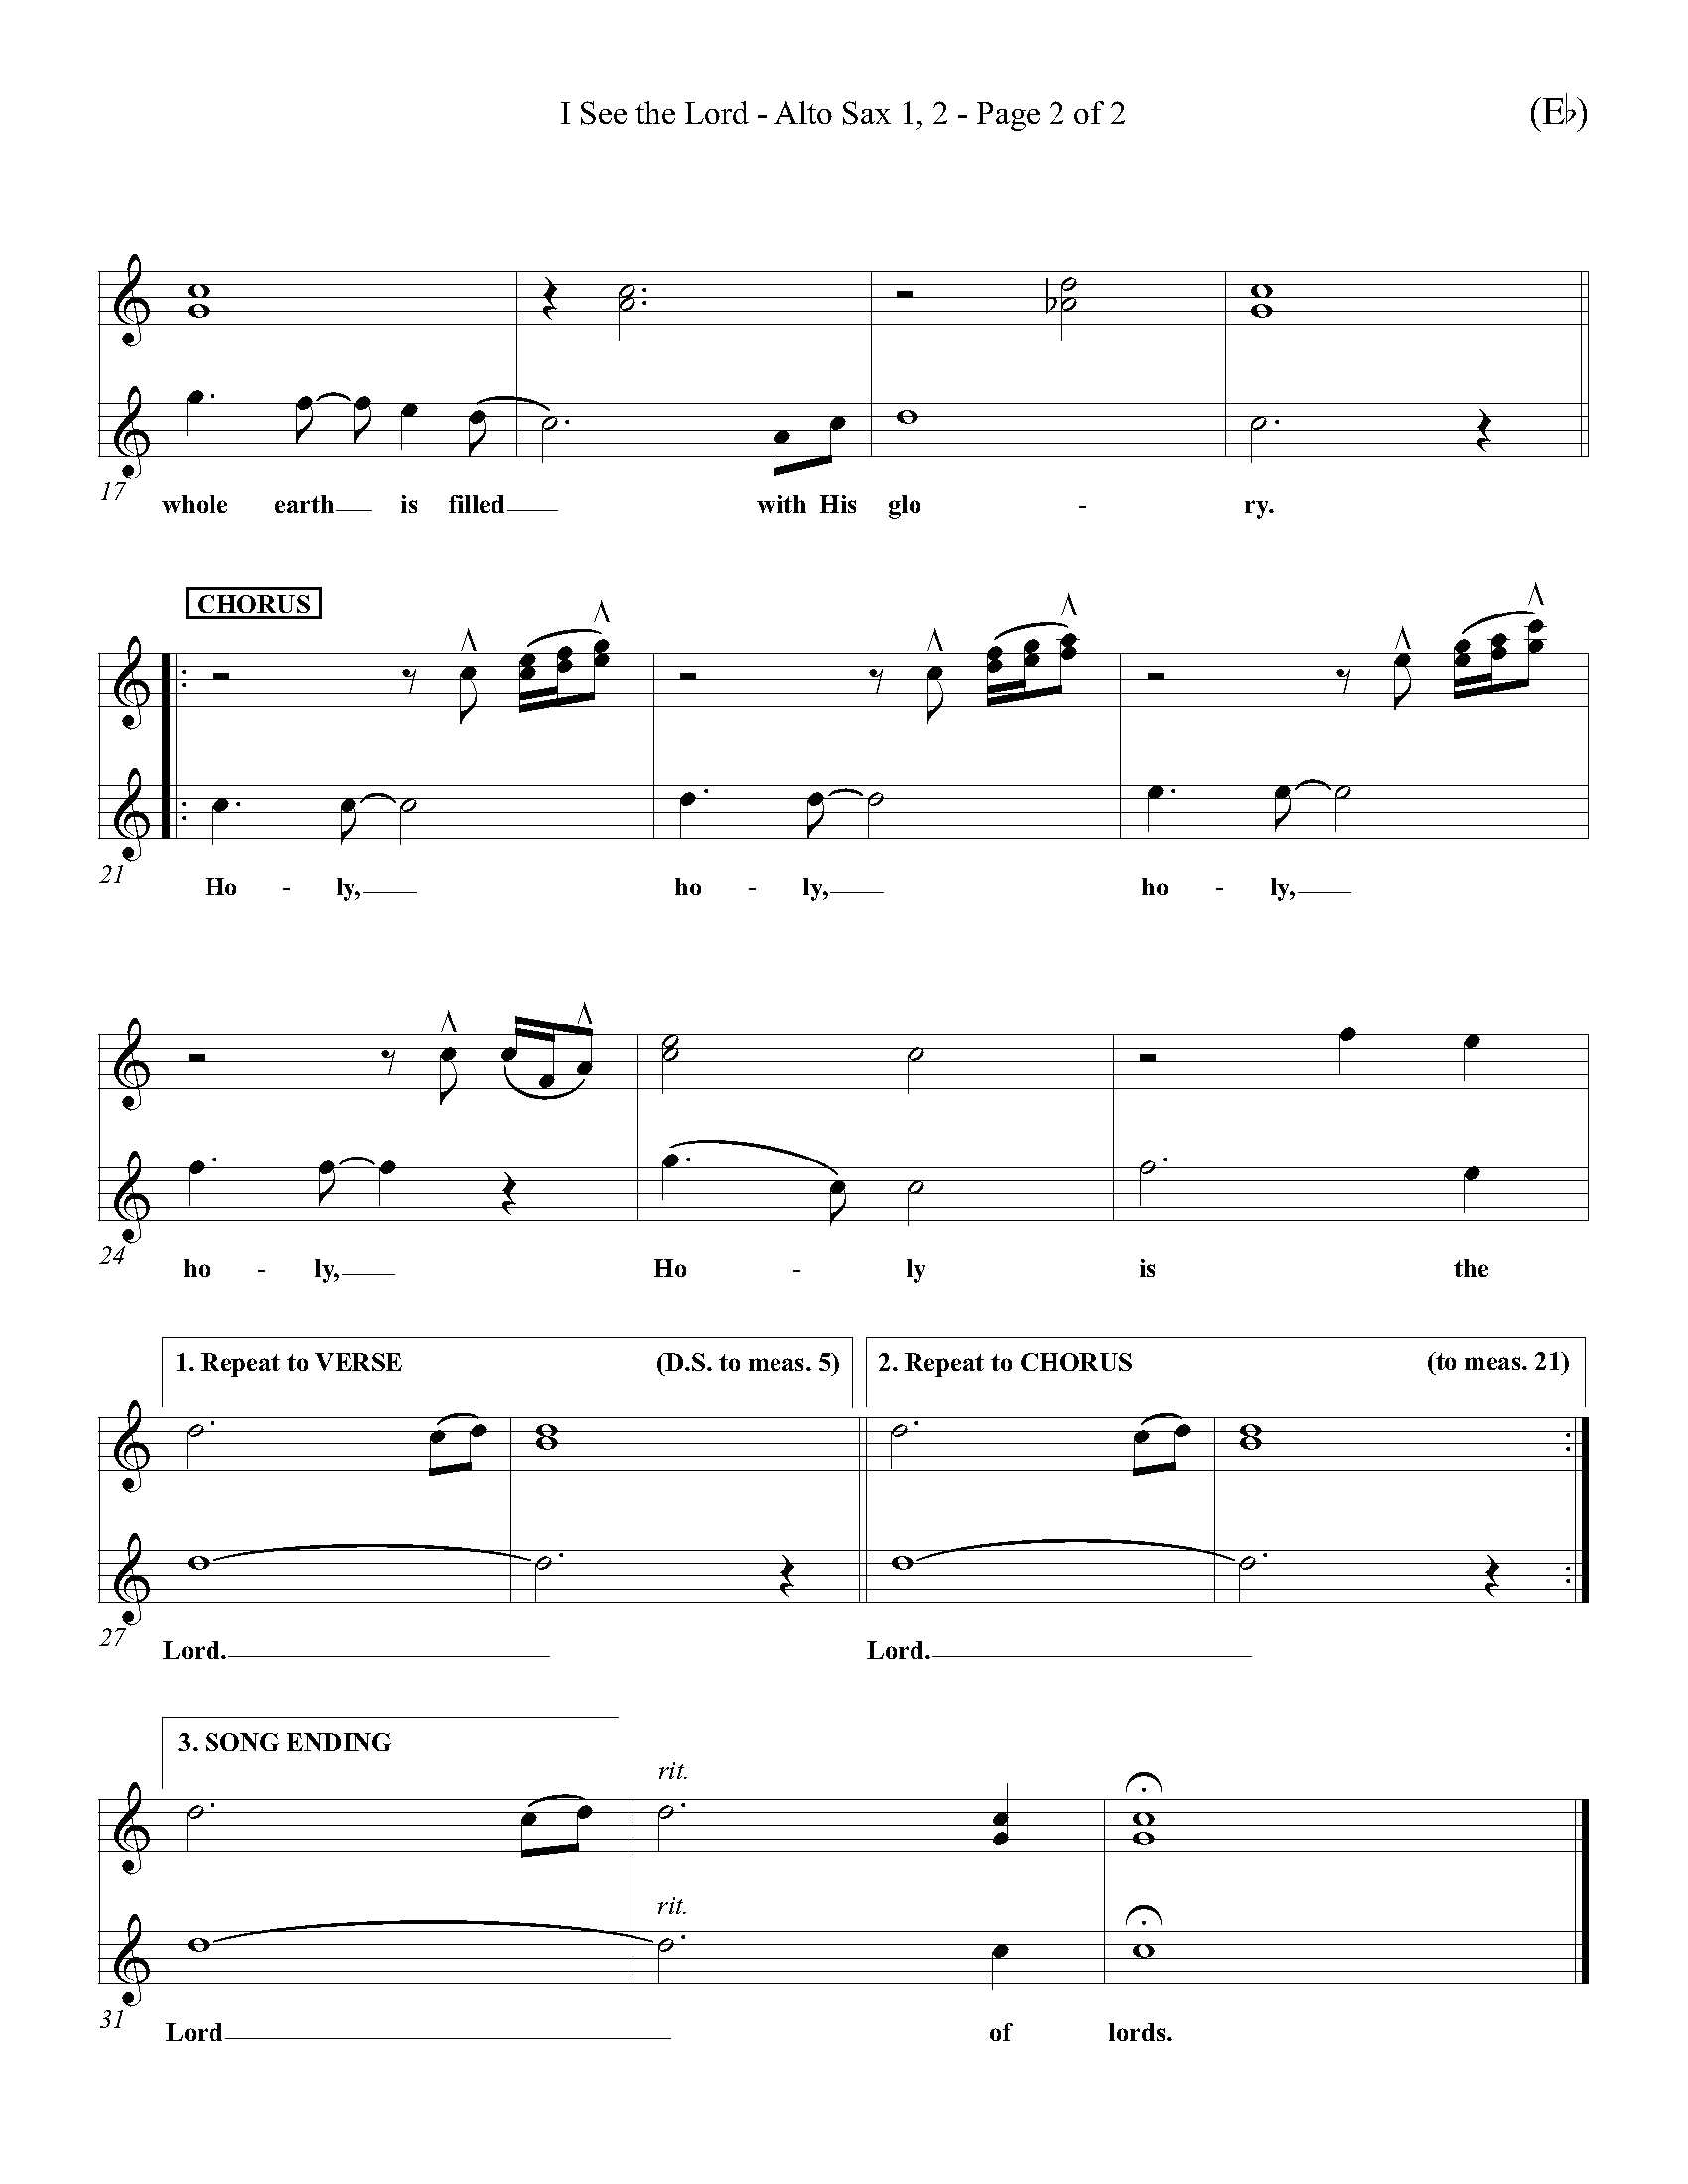 I See the Lord - Alto Sax 1, 2 - Page 2 of 2 (E♭)
17 whole earth is filled with His glo - ry.
CHORUS
21 Ho - ly, ho - ly, ho - ly,
24 ho - ly, Ho - ly is the
1. Repeat to VERSE (D.S. to meas. 5) 2. Repeat to CHORUS (to meas. 21)
27 Lord. Lord.
3. SONG ENDING
rit.
rit.
31 Lord of lords.